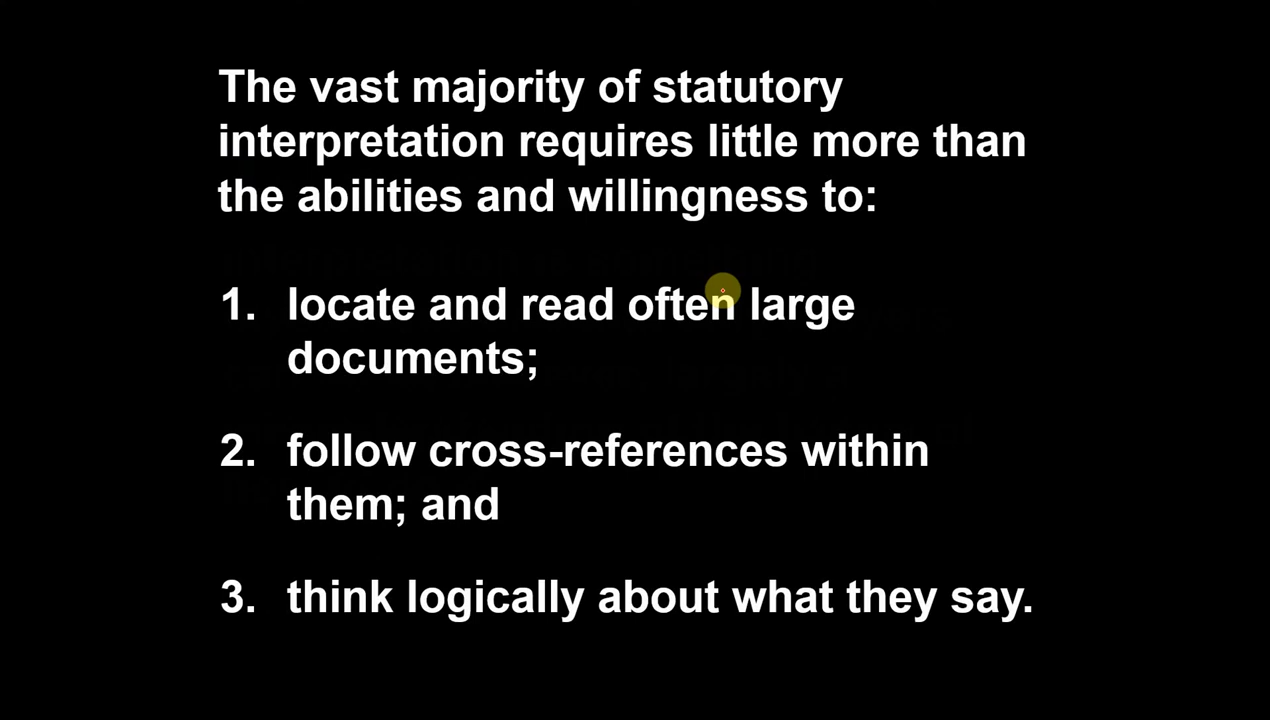 The vast majority of statutory
interpretation requires little more than
the abilities and willingness to:
1. locate and read often large
documents;
2. follow cross-references within
them; and
3. think logically about what they say.